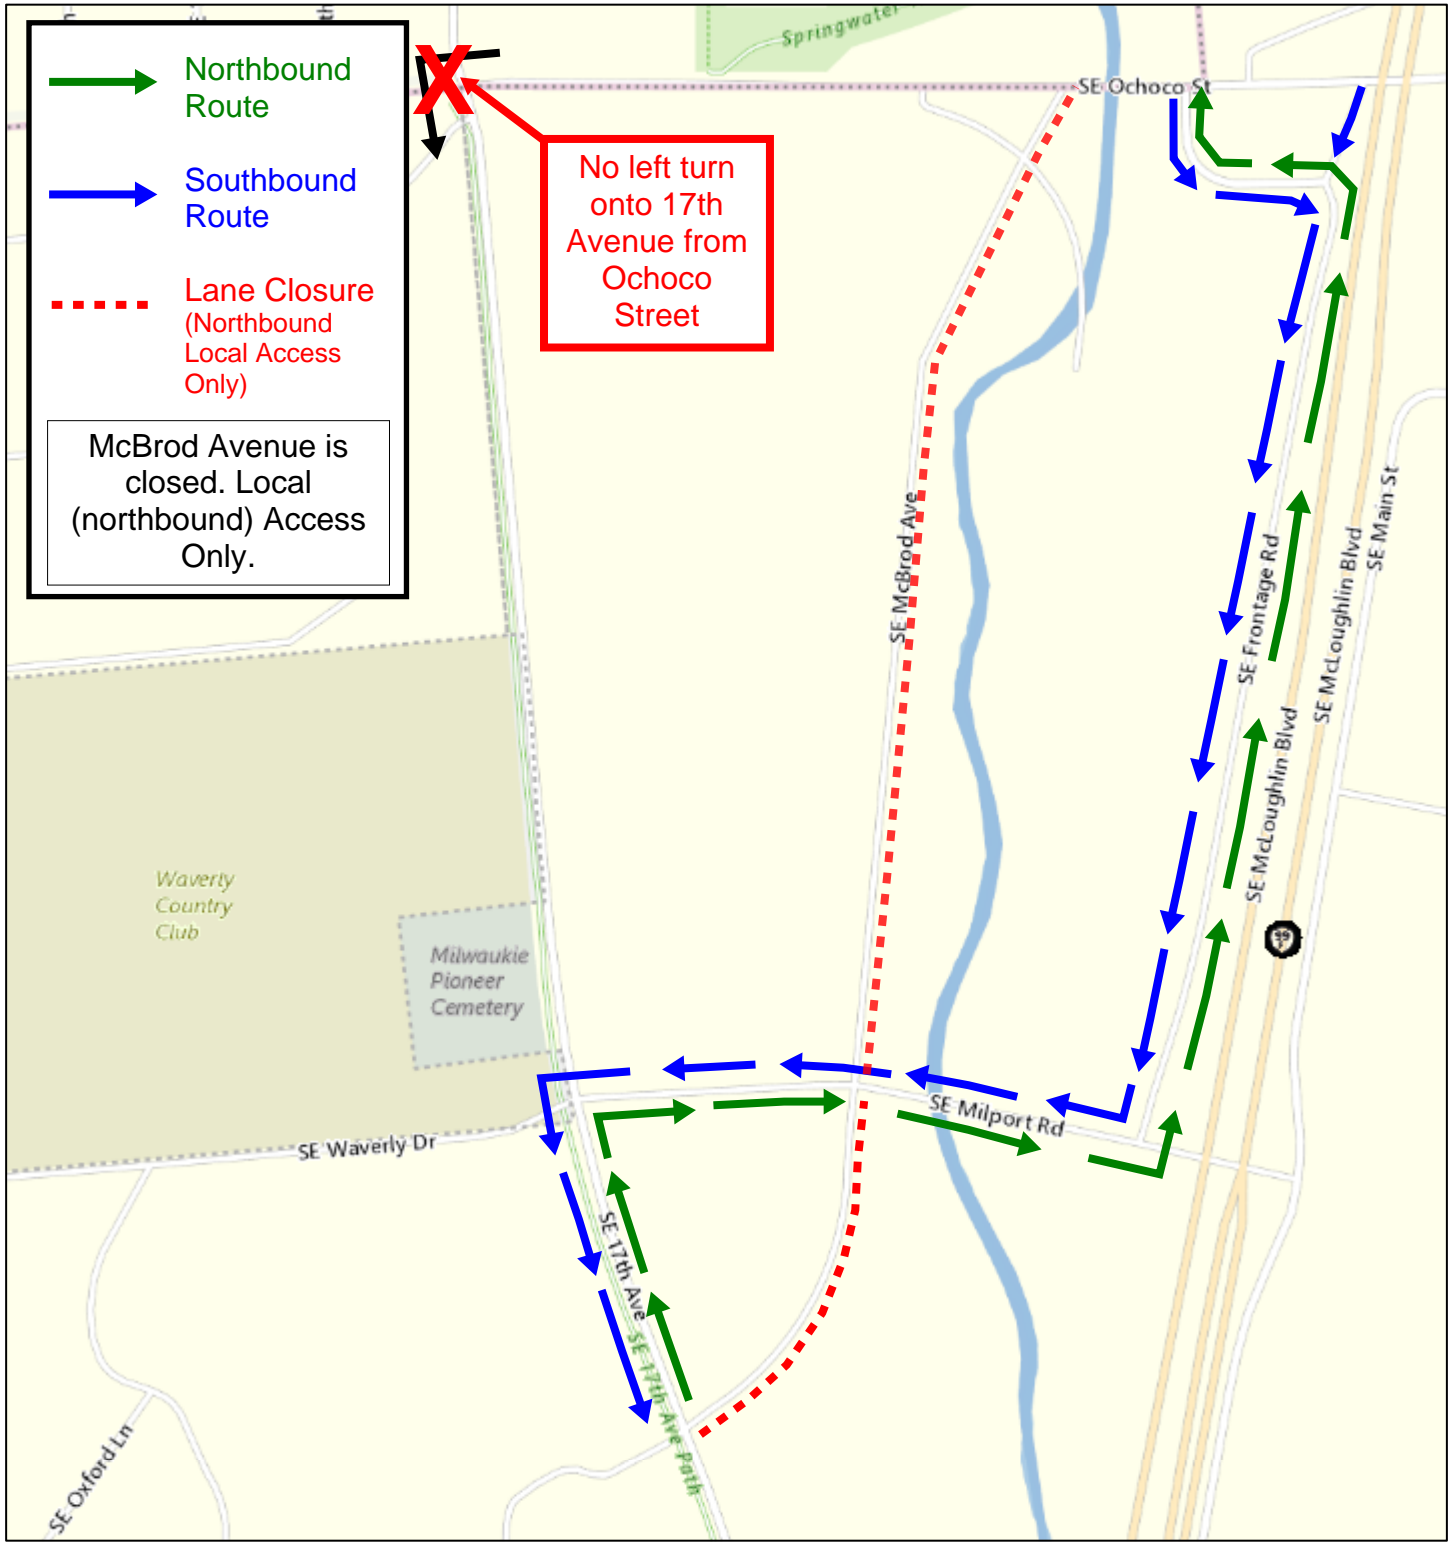 Springwater
SE Ochoco St
Northbound
Route
Southbound
Route
Lane Closure
(Northbound
Local Access
Only)
McBrod Avenue is
closed. Local
(northbound) Access
Only.
No left turn
onto 17th
Avenue from
Ochoco
Street
SE McBrod Ave
SE Frontage Rd
SE McLoughlin Blvd
SE Main St
SE McLoughlin Blvd
99
Waverly
Country
Club
Milwaukie
Pioneer
Cemetery
SE Milport Rd
SE Waverly Dr
SE 17th Ave
SE 17th Ave Path
SE Oxford Ln